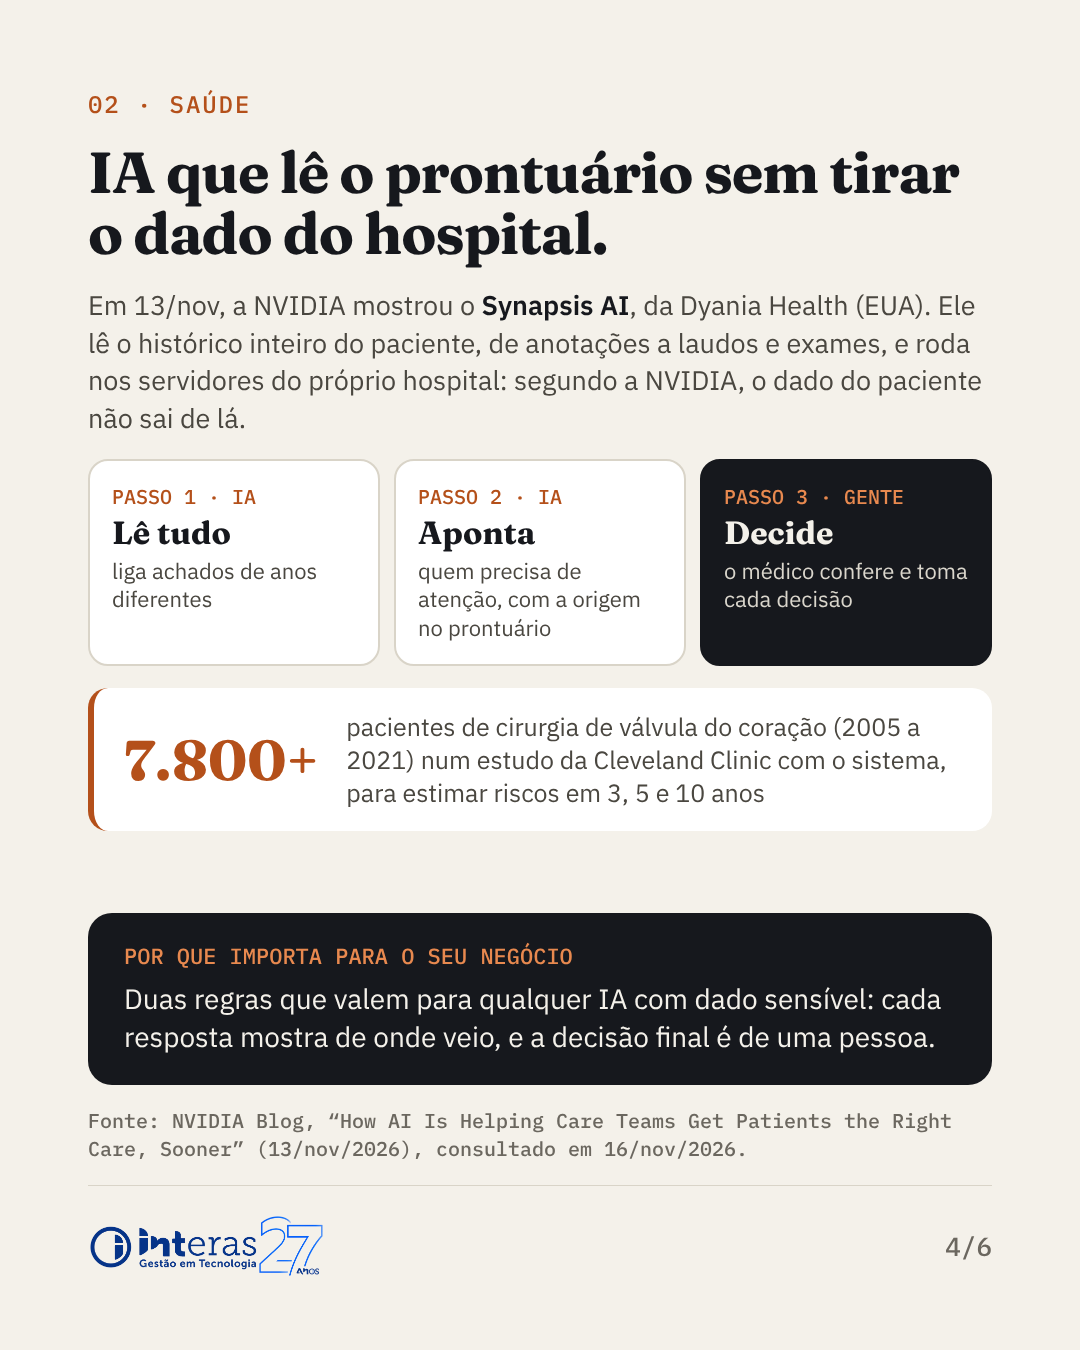 02 · SAÚDE
IA que lê o prontuário sem tirar
o dado do hospital.
Em 13/nov, a NVIDIA mostrou o Synapsis AI, da Dyania Health (EUA). Ele
lê o histórico inteiro do paciente, de anotações a laudos e exames, e roda
nos servidores do próprio hospital: segundo a NVIDIA, o dado do paciente
não sai de lá.
PASSO 1 · IA
Lê tudo
liga achados de anos
diferentes
PASSO 2 · IA
Aponta
quem precisa de
atenção, com a origem
no prontuário
PASSO 3 · GENTE
Decide
o médico confere e toma
cada decisão
7.800+
pacientes de cirurgia de válvula do coração (2005 a
2021) num estudo da Cleveland Clinic com o sistema,
para estimar riscos em 3, 5 e 10 anos
POR QUE IMPORTA PARA O SEU NEGÓCIO
Duas regras que valem para qualquer IA com dado sensível: cada
resposta mostra de onde veio, e a decisão final é de uma pessoa.
Fonte: NVIDIA Blog, “How AI Is Helping Care Teams Get Patients the Right
Care, Sooner” (13/nov/2026), consultado em 16/nov/2026.
interas
Gestão em Tecnologia
27
ANOS
4/6